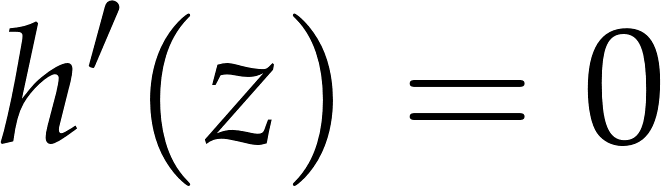 h′(z) = 0